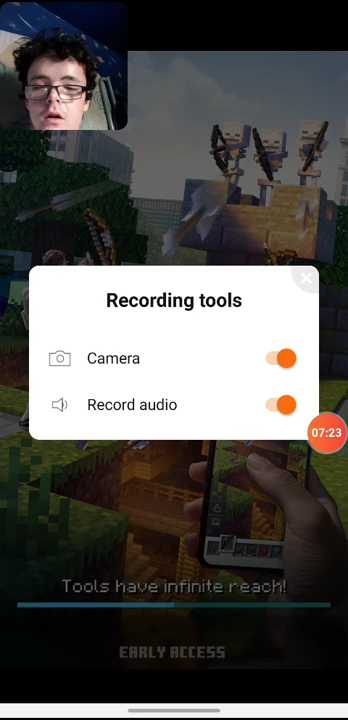 Recording tools
Camera
Record audio
07:23
Tools have infinite reach!
EARLY ACCESS